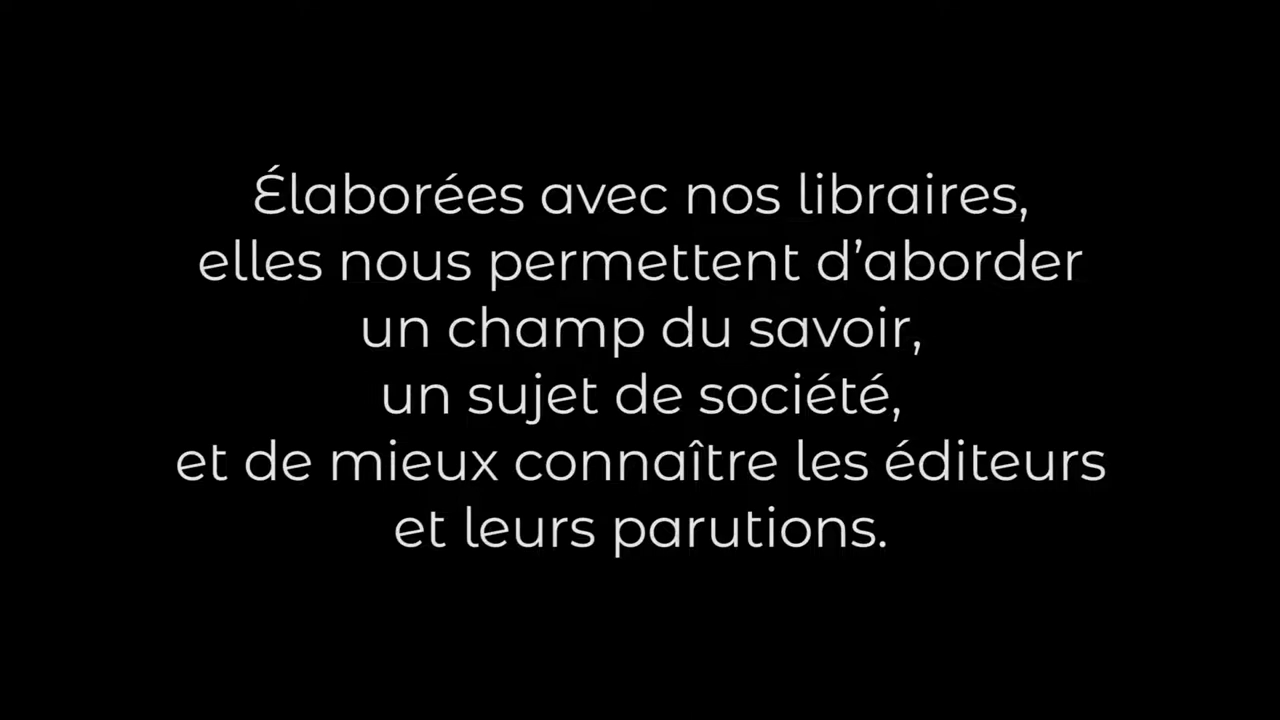 Élaborées avec nos libraires,
elles nous permettent d’aborder
un champ du savoir,
un sujet de société,
et de mieux connaître les éditeurs
et leurs parutions.